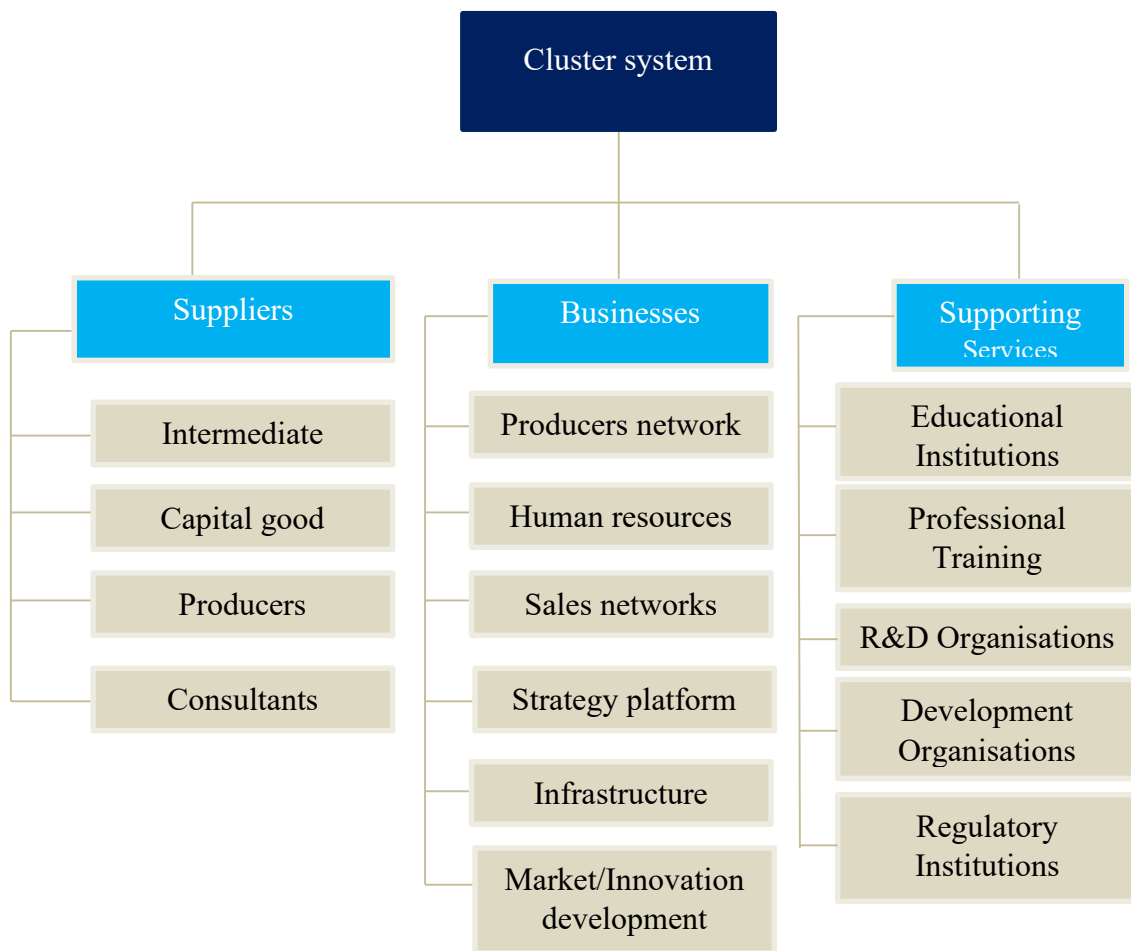 Cluster system
Suppliers
Intermediate
Capital good
Producers
Consultants
Businesses
Producers network
Human resources
Sales networks
Strategy platform
Infrastructure
Market/Innovation
development
Supporting
Services
Educational
Institutions
Professional
Training
R&D Organisations
Development
Organisations
Regulatory
Institutions